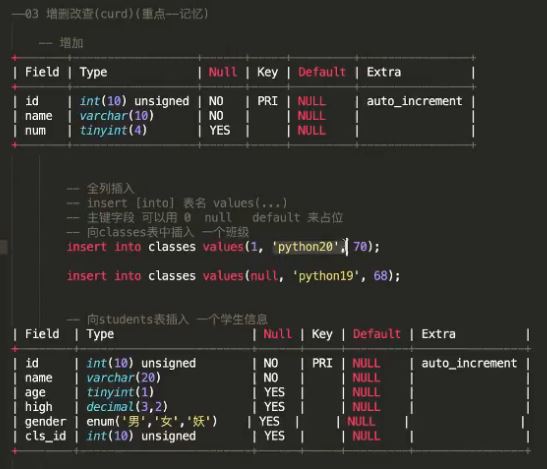 ——03 增删改查(curd)(重点——记忆)
—— 增加
| Field | Type | Null | Key | Default | Extra |
| id | int(10) unsigned | NO | PRI | NULL | auto_increment |
| name | varchar(10) | NO | | NULL | |
| num | tinyint(4) | YES | | NULL | |
—— 全列插入
—— insert [into] 表名 values(...)
—— 主键字段 可以用 0 null default 来占位
—— 向classes表中插入 一个班级
insert into classes values(1, 'python20', 70);
insert into classes values(null, 'python19', 68);
—— 向students表插入 一个学生信息
| Field | Type | Null | Key | Default | Extra |
| id | int(10) unsigned | NO | PRI | NULL | auto_increment |
| name | varchar(20) | NO | | NULL | |
| age | tinyint(1) | YES | | NULL | |
| high | decimal(3,2) | YES | | NULL | |
| gender | enum('男','女','妖') | YES | | NULL | |
| cls_id | int(10) unsigned | YES | | NULL | |